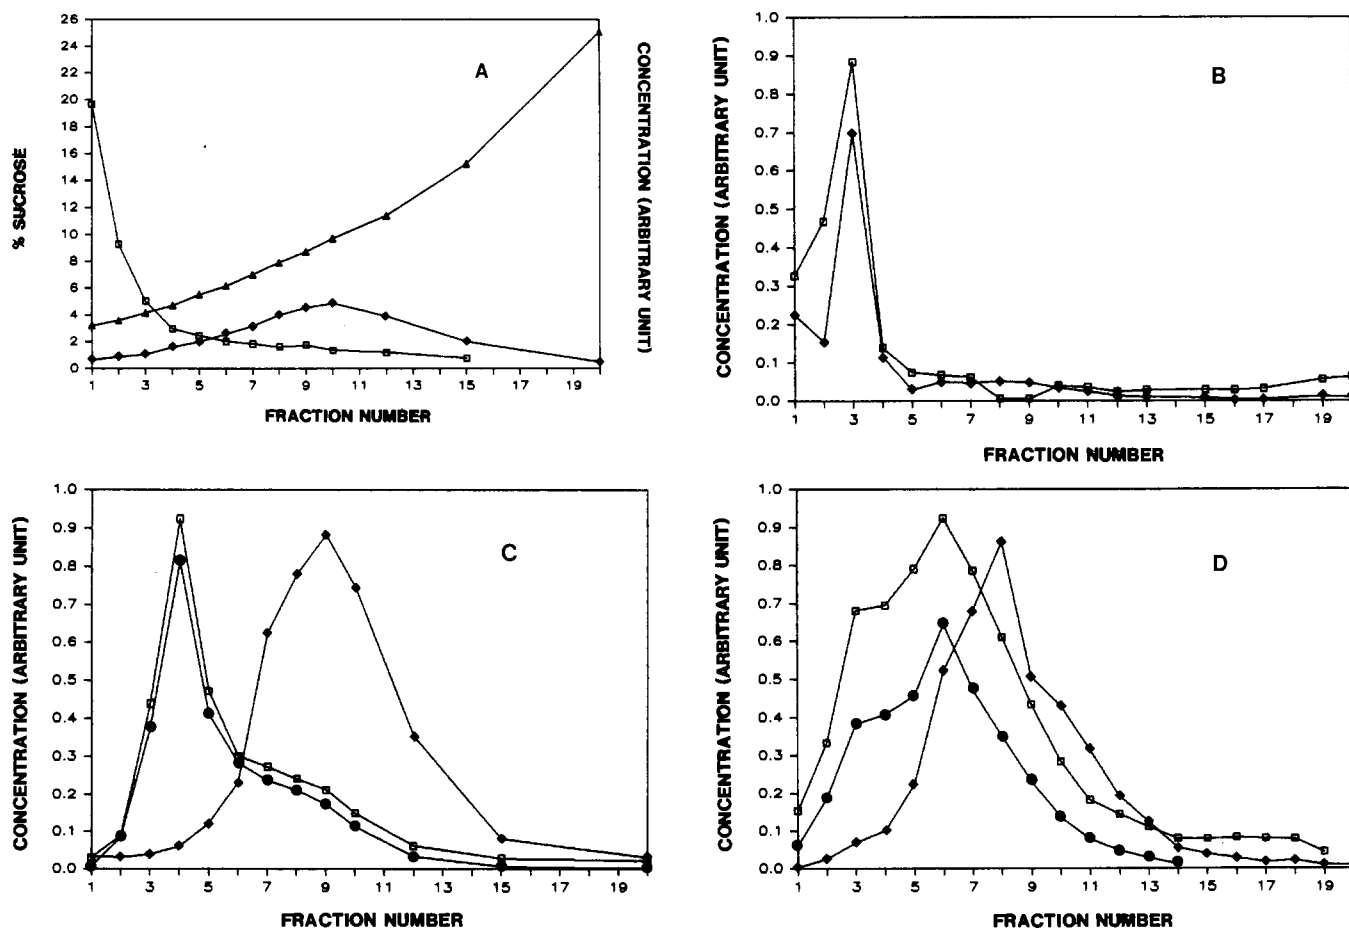 26
24
22
20
18
16
14
12
10
8
6
4
2
0
% SUCROSE
1 3 5 7 9 11 13 15 17 19
FRACTION NUMBER
CONCENTRATION (ARBITRARY UNIT)
A
1.0
0.9
0.8
0.7
0.6
0.5
0.4
0.3
0.2
0.1
0.0
CONCENTRATION (ARBITRARY UNIT)
1 3 5 7 9 11 13 15 17 19
FRACTION NUMBER
B
1.0
0.9
0.8
0.7
0.6
0.5
0.4
0.3
0.2
0.1
0.0
CONCENTRATION (ARBITRARY UNIT)
1 3 5 7 9 11 13 15 17 19
FRACTION NUMBER
C
1.0
0.9
0.8
0.7
0.6
0.5
0.4
0.3
0.2
0.1
0.0
CONCENTRATION (ARBITRARY UNIT)
1 3 5 7 9 11 13 15 17 19
FRACTION NUMBER
D